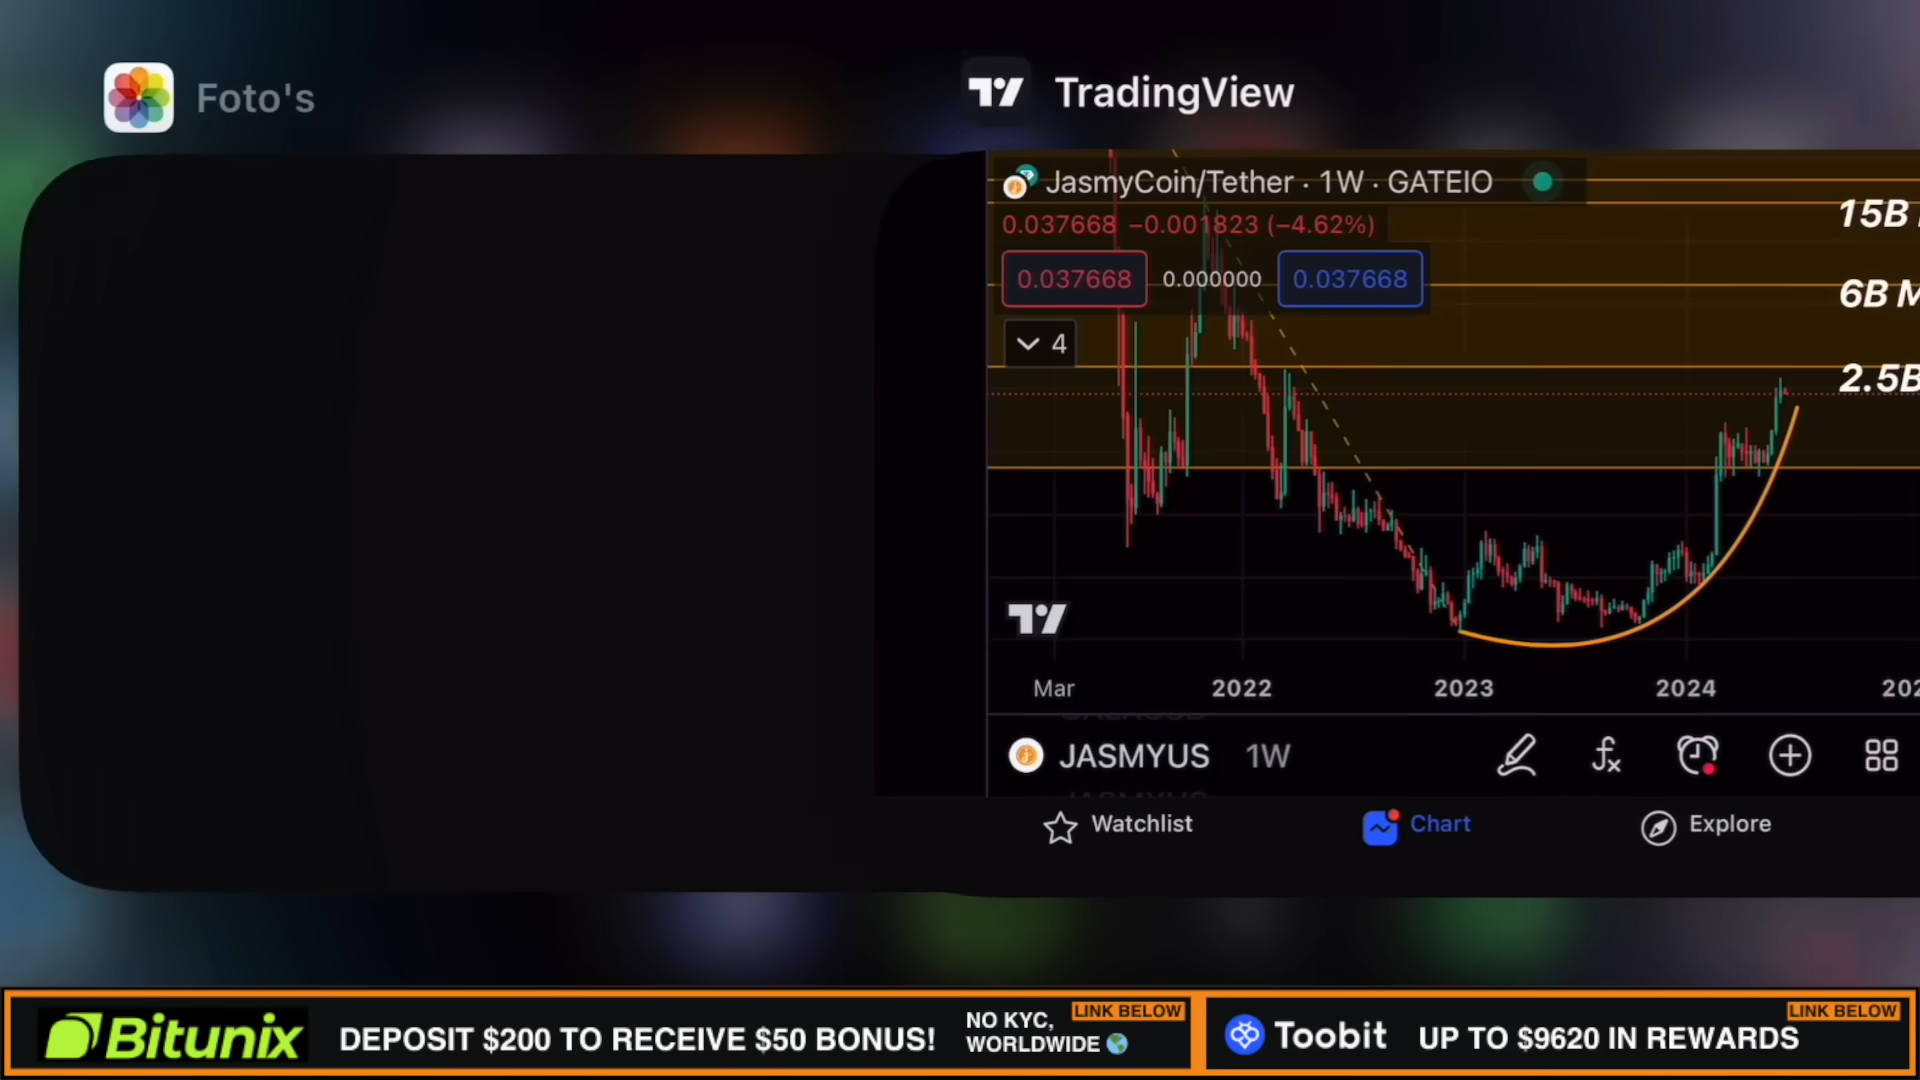 Foto's
TradingView
JasmyCoin/Tether · 1W · GATEIO
0.037668 −0.001823 (−4.62%)
0.037668 0.000000 0.037668
4
15B
6B M
2.5B
Mar 2022 2023 2024 202
JASMYUS 1W
Watchlist Chart Explore
Bitunix DEPOSIT $200 TO RECEIVE $50 BONUS! NO KYC, WORLDWIDE LINK BELOW
Toobit UP TO $9620 IN REWARDS LINK BELOW